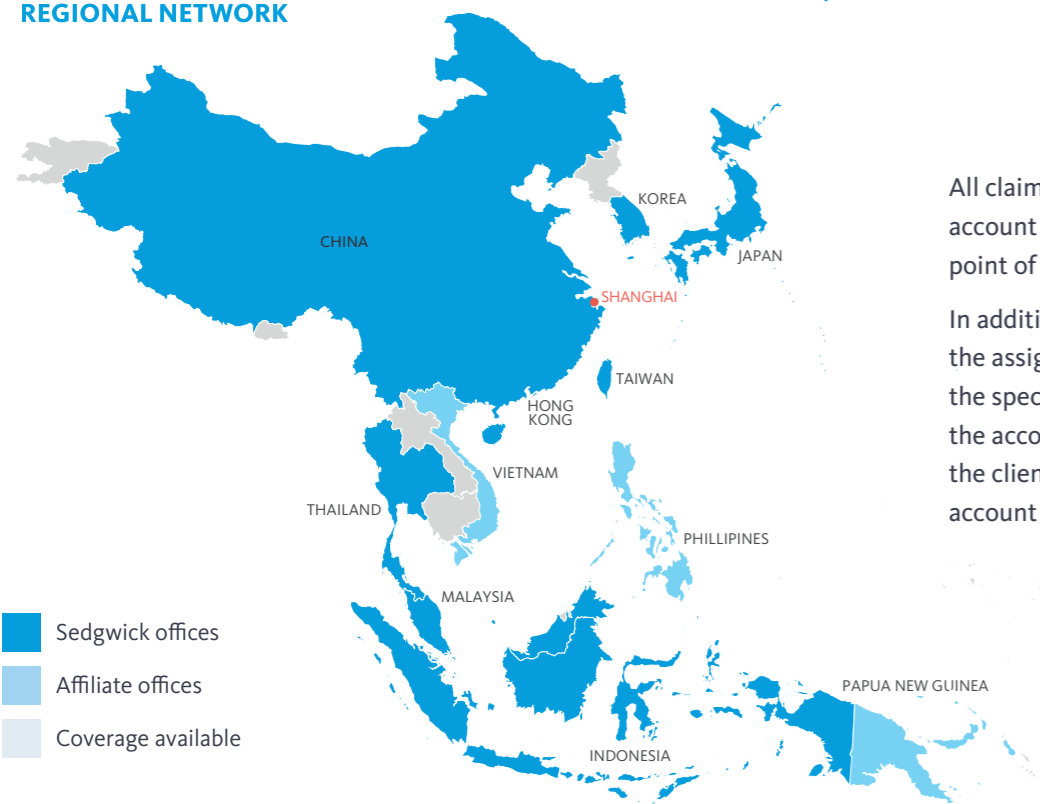 REGIONAL NETWORK
KOREA
CHINA
JAPAN
SHANGHAI
TAIWAN
HONG
KONG
VIETNAM
THAILAND
PHILLIPINES
MALAYSIA
PAPUA NEW GUINEA
INDONESIA
Sedgwick offices
Affiliate offices
Coverage available
All claim
account
point of
In additi
the assig
the spec
the acco
the clien
account